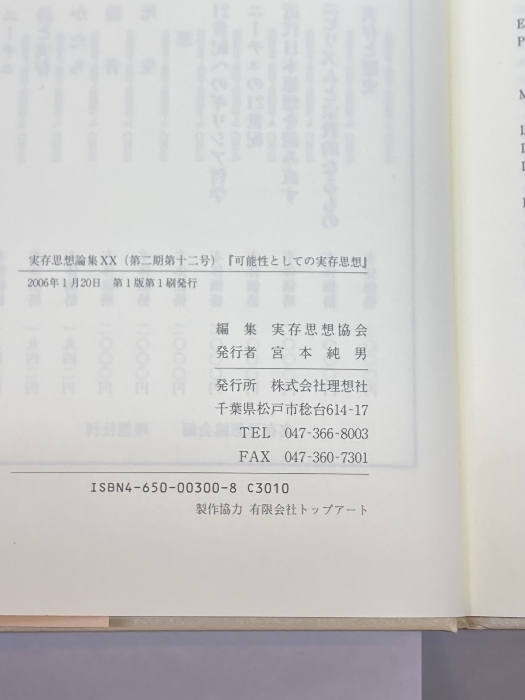 実存思想論集XX（第二期第十二号）『可能性としての実存思想』
2006年1月20日　第1版第1刷発行
編　集　実存思想協会
発行者　宮本純男
発行所　株式会社理想社
千葉県松戸市稔台614-17
TEL　047-366-8003
FAX　047-360-7301
ISBN4-650-00300-8　C3010
製作協力　有限会社トップアート